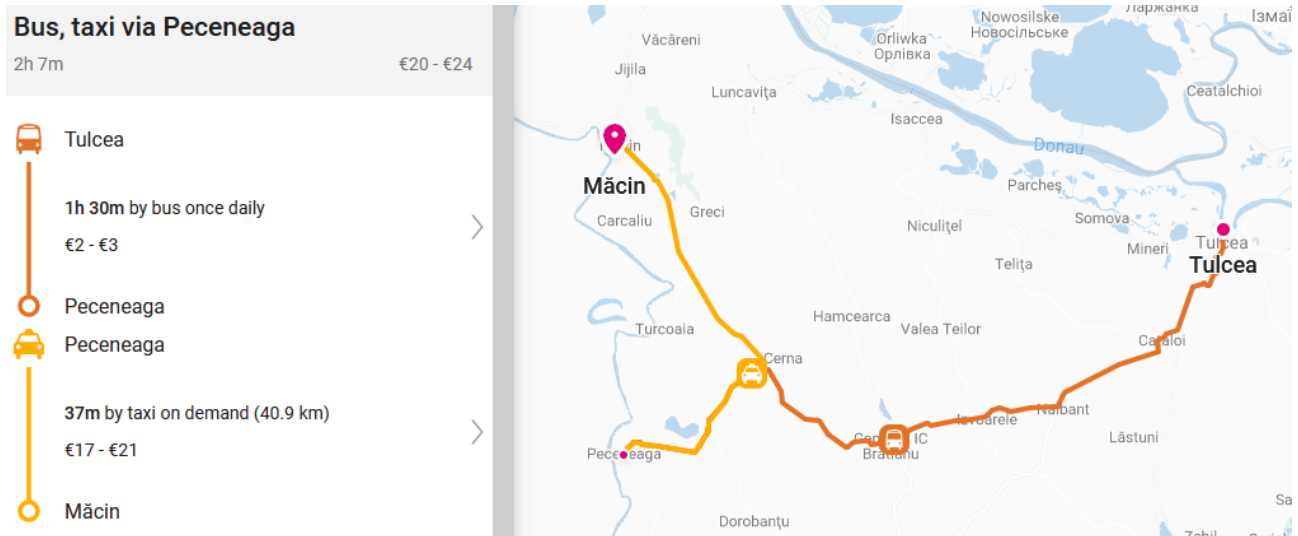 Bus, taxi via Peceneaga
2h 7m
€20 - €24
Tulcea
1h 30m by bus once daily
€2 - €3
Peceneaga
Peceneaga
37m by taxi on demand (40.9 km)
€17 - €21
Măcin
Nowosilske
Новосільське
Ларжанка
Văcăreni
Orliwka
Орлівка
Jijila
Luncavița
Ceatalchioi
Isaccea
Donau
Măcin
Parcheș
Carcaliu
Greci
Somova
Niculițel
Mineri
Tulcea
Tulcea
Telița
Hamcearca
Turcoaia
Valea Teilor
Cataloi
Cerna
Izvoarele
Nalbant
IC
Brătianu
Lăstuni
Peceneaga
Dorobanțu